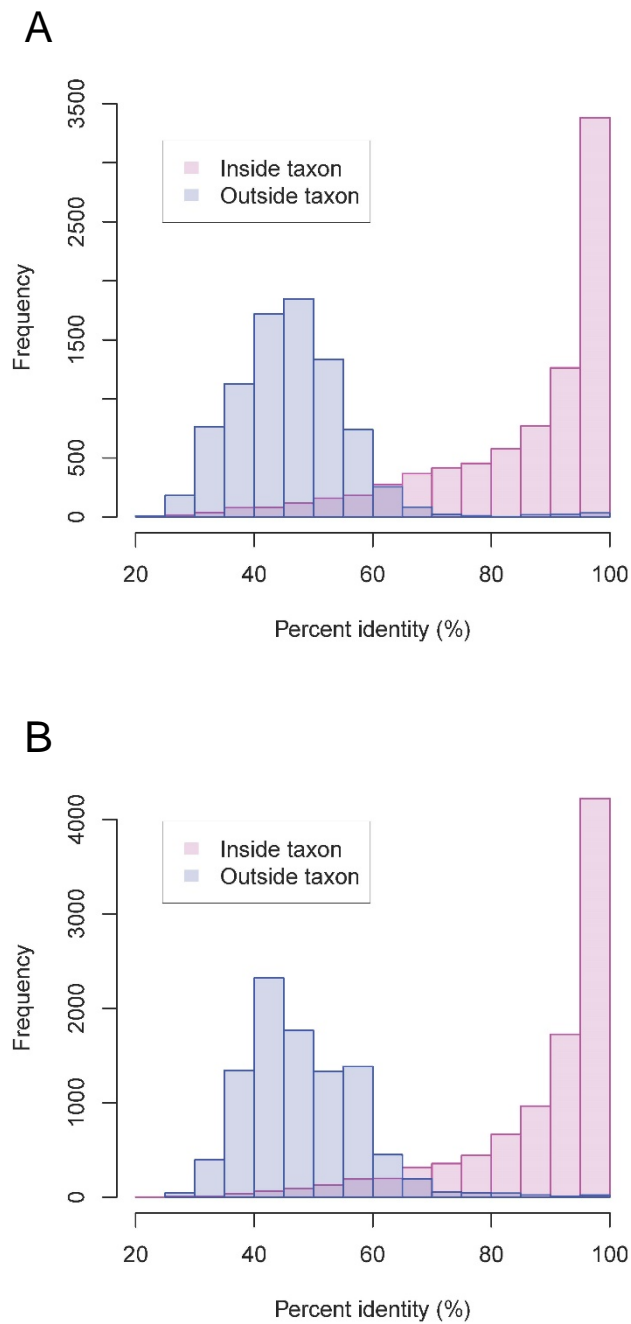 A
3500
2500
1500
500
0
Frequency
Inside taxon
Outside taxon
20 40 60 80 100
Percent identity (%)
B
4000
3000
2000
1000
0
Frequency
Inside taxon
Outside taxon
20 40 60 80 100
Percent identity (%)